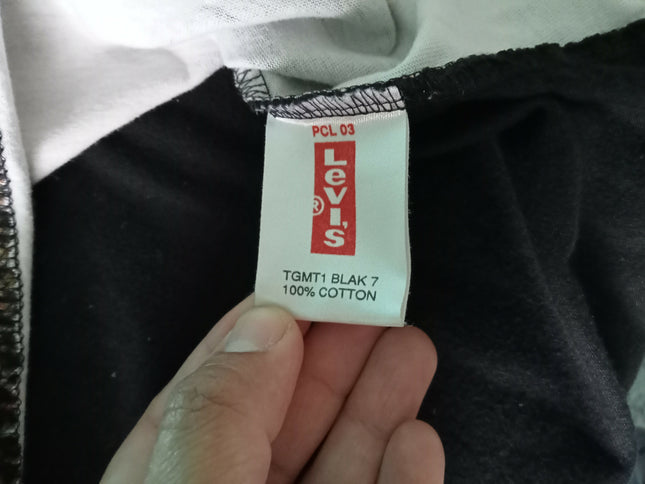 PCL 03
Levi's
®
TGMT1 BLAK 7
100% COTTON